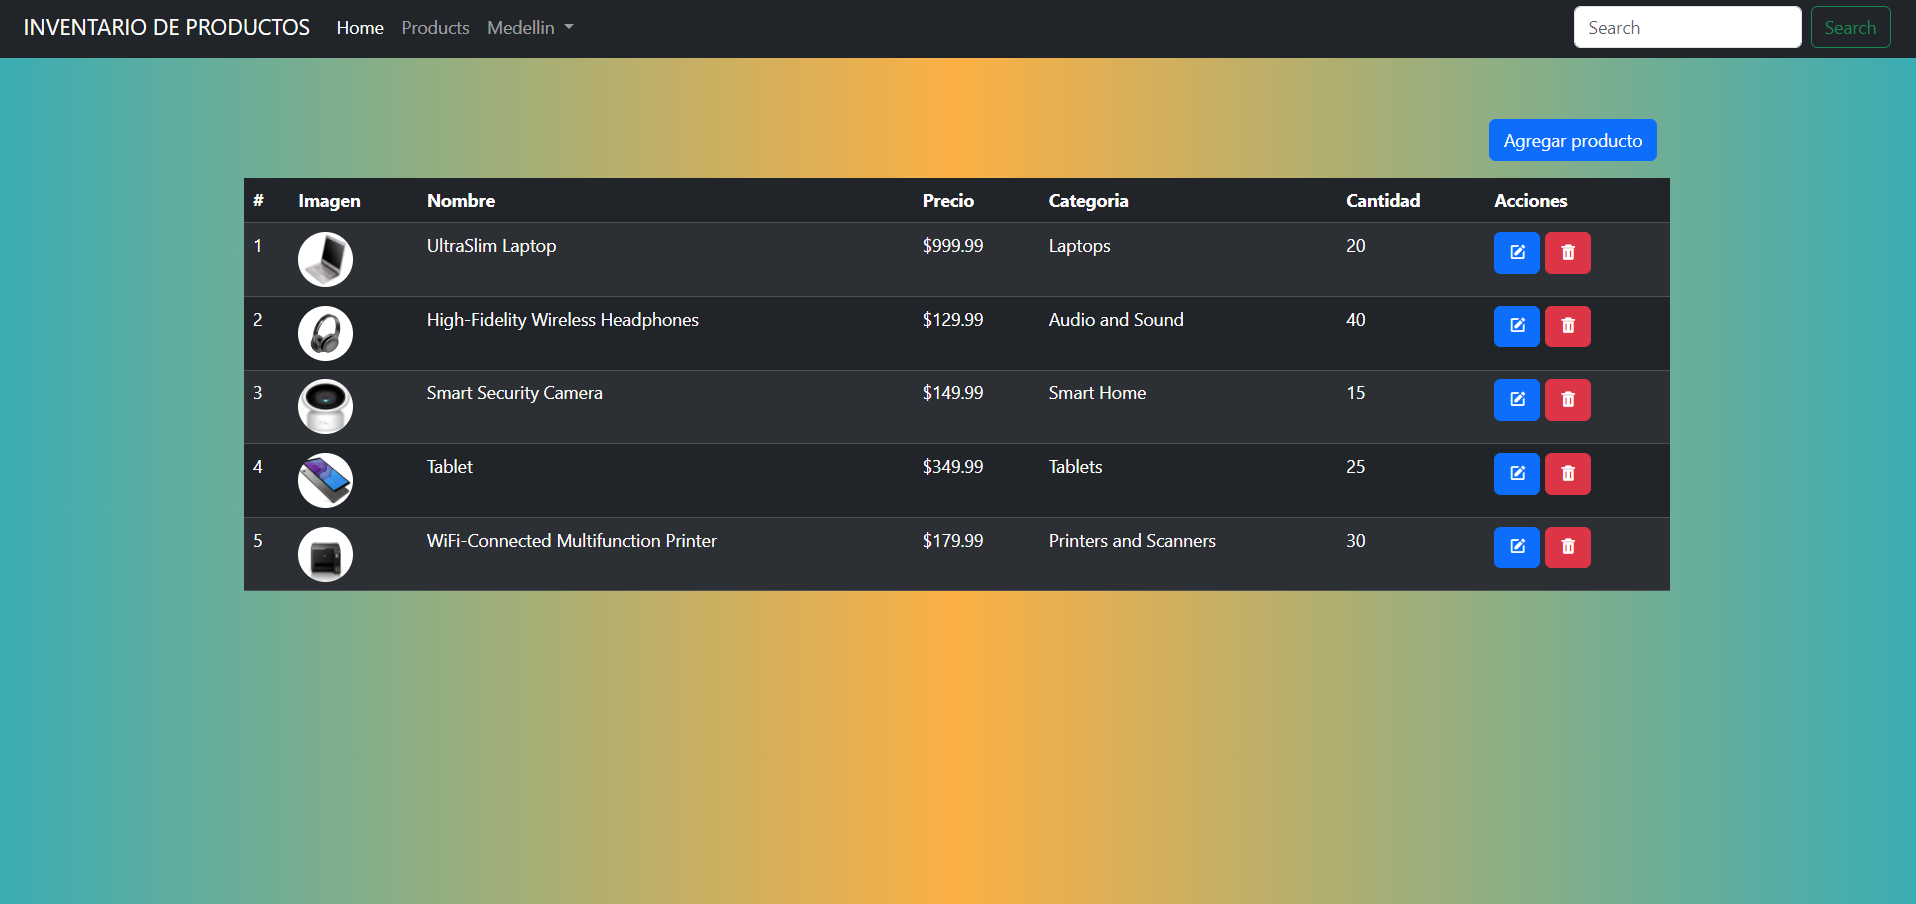 INVENTARIO DE PRODUCTOS Home Products Medellin Search Search
Agregar producto
# Imagen Nombre Precio Categoria Cantidad Acciones
1 UltraSlim Laptop $999.99 Laptops 20
2 High-Fidelity Wireless Headphones $129.99 Audio and Sound 40
3 Smart Security Camera $149.99 Smart Home 15
4 Tablet $349.99 Tablets 25
5 WiFi-Connected Multifunction Printer $179.99 Printers and Scanners 30